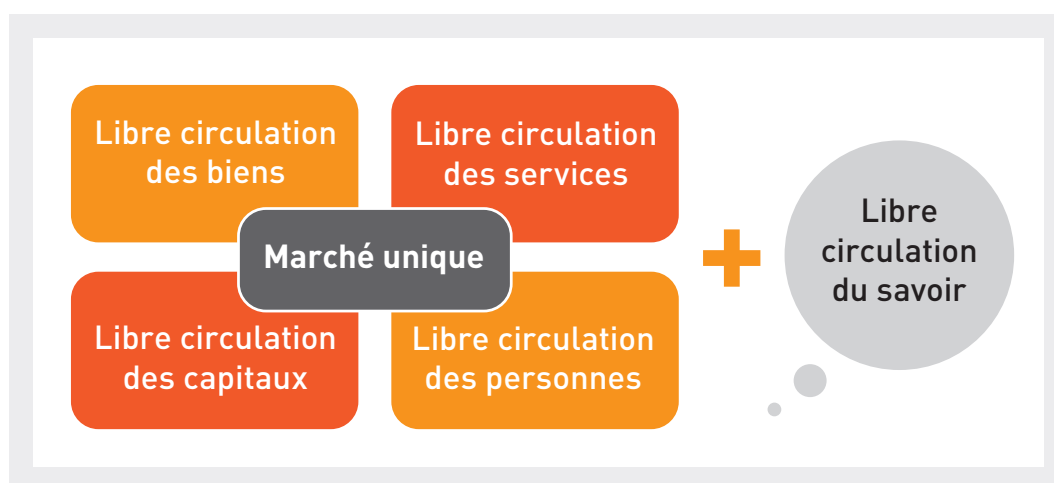 Libre circulation
des biens
Libre circulation
des services
Marché unique
Libre circulation
des capitaux
Libre circulation
des personnes
+
Libre
circulation
du savoir